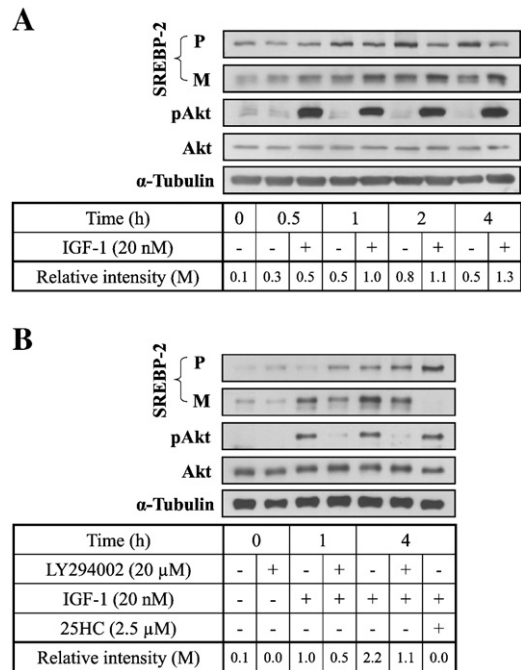 A
SREBP-2
P
M
pAkt
Akt
α-Tubulin
Time (h) 0 0.5 1 2 4
IGF-1 (20 nM) - - + - + - + - +
Relative intensity (M) 0.1 0.3 0.5 0.5 1.0 0.8 1.1 0.5 1.3
B
SREBP-2
P
M
pAkt
Akt
α-Tubulin
Time (h) 0 1 4
LY294002 (20 µM) - + - + - + -
IGF-1 (20 nM) - - + + + + +
25HC (2.5 µM) - - - - - - +
Relative intensity (M) 0.1 0.0 1.0 0.5 2.2 1.1 0.0